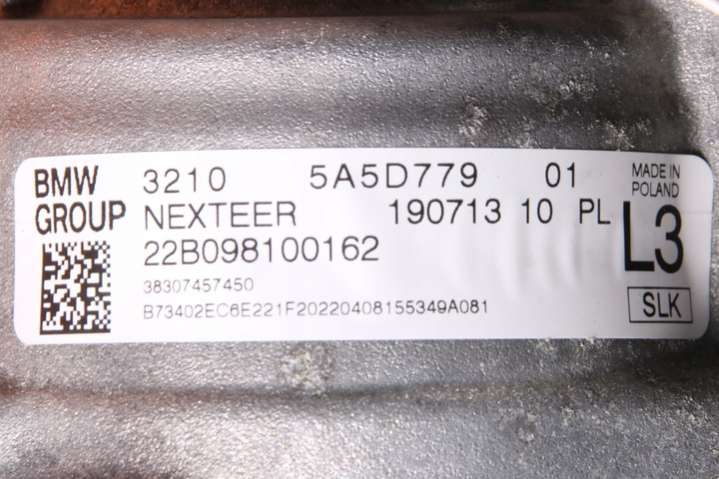 BMW 3210 5A5D779 01 MADE IN
POLAND
GROUP NEXTEER 190713 10 PL L3
22B098100162
38307457450
B73402EC6E221F20220408155349A081
SLK